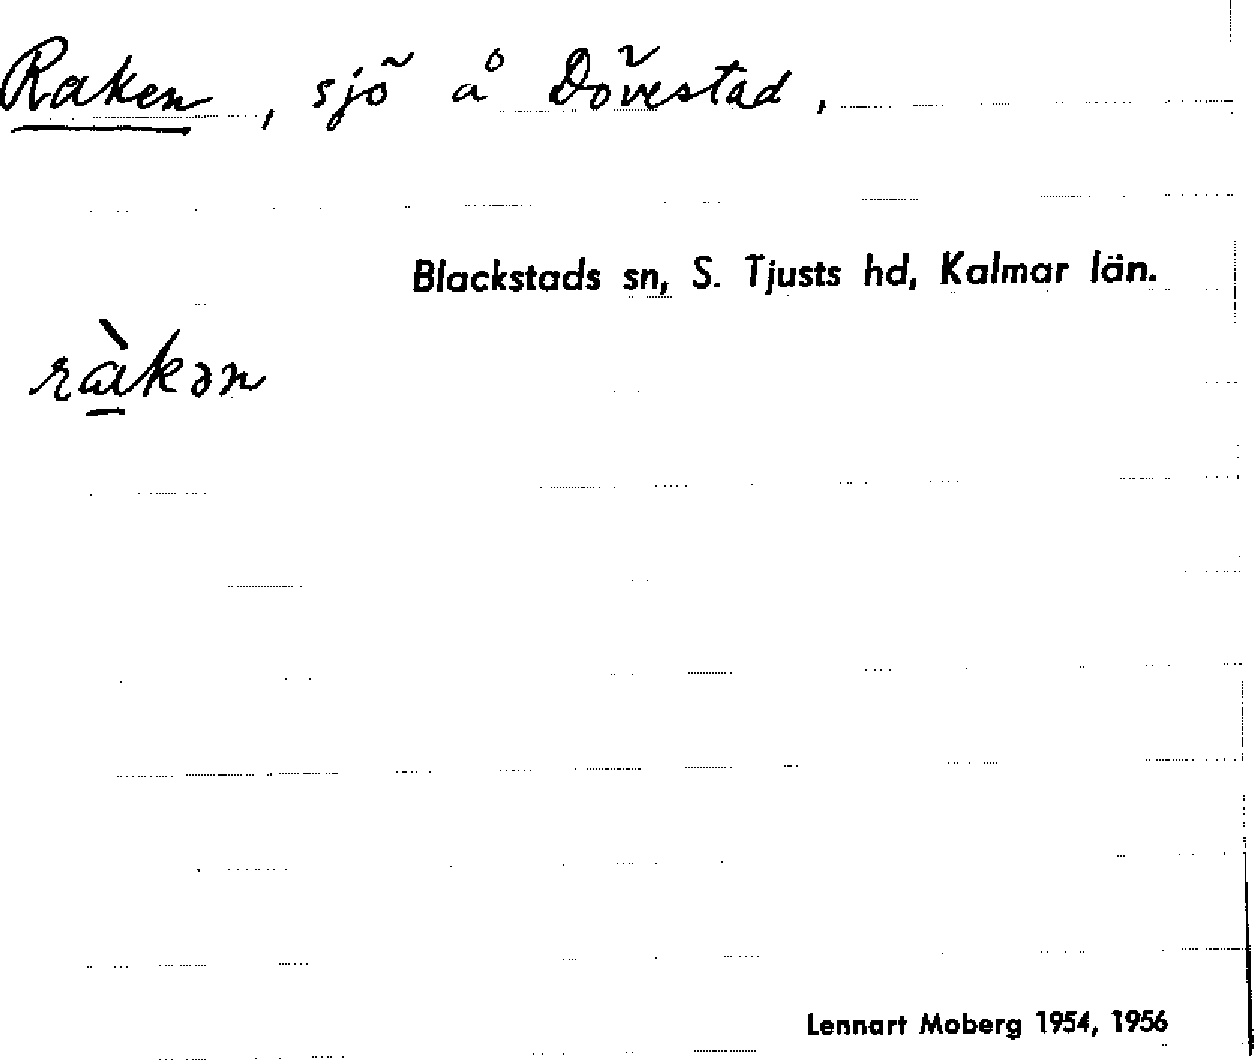 Raken, sjö å Dövestad,
Blackstads sn, S. Tjusts hd, Kalmar län.
ràkən
Lennart Moberg 1954, 1956